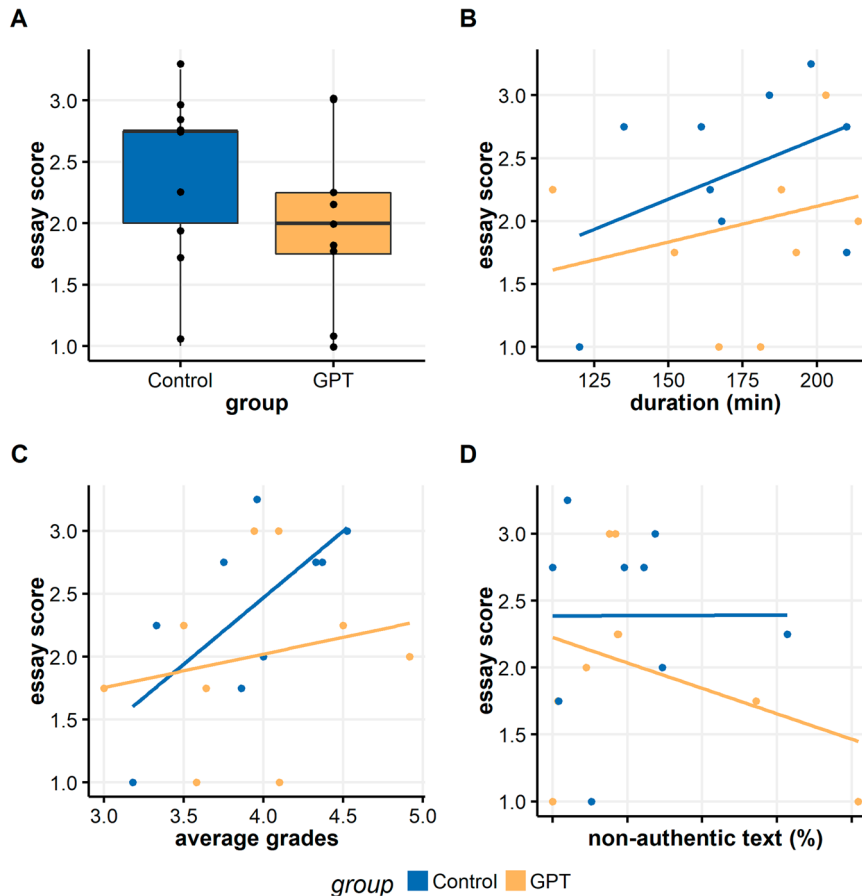 A
essay score
3.0
2.5
2.0
1.5
1.0
Control GPT
group
B
essay score
3.0
2.5
2.0
1.5
1.0
125 150 175 200
duration (min)
C
essay score
3.0
2.5
2.0
1.5
1.0
3.0 3.5 4.0 4.5 5.0
average grades
D
essay score
3.0
2.5
2.0
1.5
1.0
non-authentic text (%)
group Control GPT